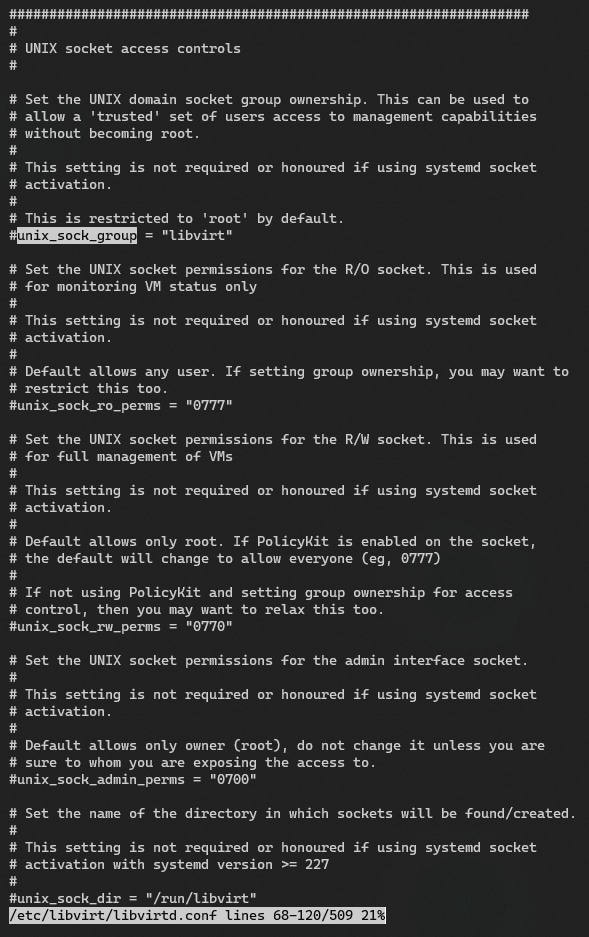 #################################################################
#
# UNIX socket access controls
#
# Set the UNIX domain socket group ownership. This can be used to
# allow a 'trusted' set of users access to management capabilities
# without becoming root.
#
# This setting is not required or honoured if using systemd socket
# activation.
#
# This is restricted to 'root' by default.
#unix_sock_group = "libvirt"
# Set the UNIX socket permissions for the R/O socket. This is used
# for monitoring VM status only
#
# This setting is not required or honoured if using systemd socket
# activation.
#
# Default allows any user. If setting group ownership, you may want to
# restrict this too.
#unix_sock_ro_perms = "0777"
# Set the UNIX socket permissions for the R/W socket. This is used
# for full management of VMs
#
# This setting is not required or honoured if using systemd socket
# activation.
#
# Default allows only root. If PolicyKit is enabled on the socket,
# the default will change to allow everyone (eg, 0777)
#
# If not using PolicyKit and setting group ownership for access
# control, then you may want to relax this too.
#unix_sock_rw_perms = "0770"
# Set the UNIX socket permissions for the admin interface socket.
#
# This setting is not required or honoured if using systemd socket
# activation.
#
# Default allows only owner (root), do not change it unless you are
# sure to whom you are exposing the access to.
#unix_sock_admin_perms = "0700"
# Set the name of the directory in which sockets will be found/created.
#
# This setting is not required or honoured if using systemd socket
# activation with systemd version >= 227
#
#unix_sock_dir = "/run/libvirt"
/etc/libvirt/libvirtd.conf lines 68-120/509 21%